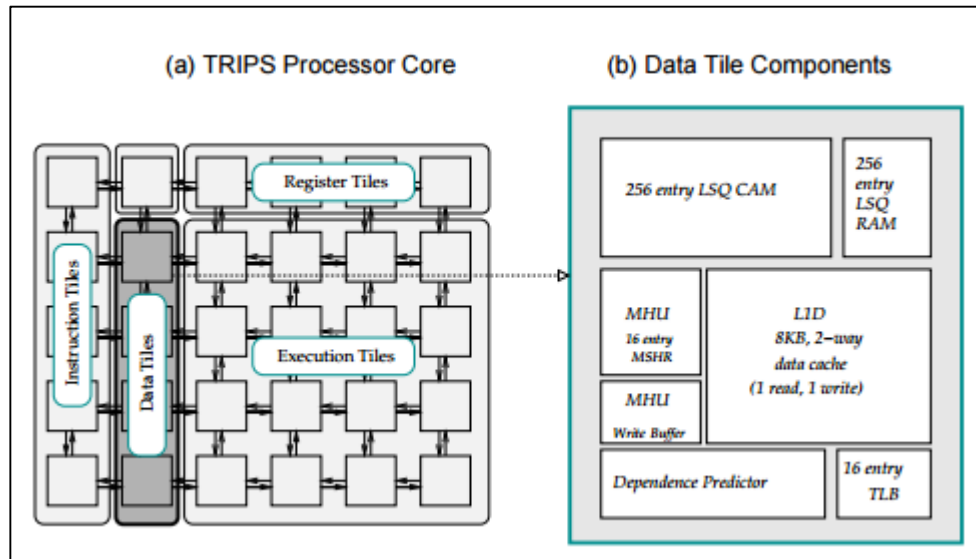 (a) TRIPS Processor Core
(b) Data Tile Components
Register Tiles
Instruction Tiles
Data Tiles
Execution Tiles
256 entry LSQ CAM
256
entry
LSQ
RAM
MHU
16 entry
MSHR
L1D
8KB, 2-way
data cache
(1 read, 1 write)
MHU
Write Buffer
Dependence Predictor
16 entry
TLB